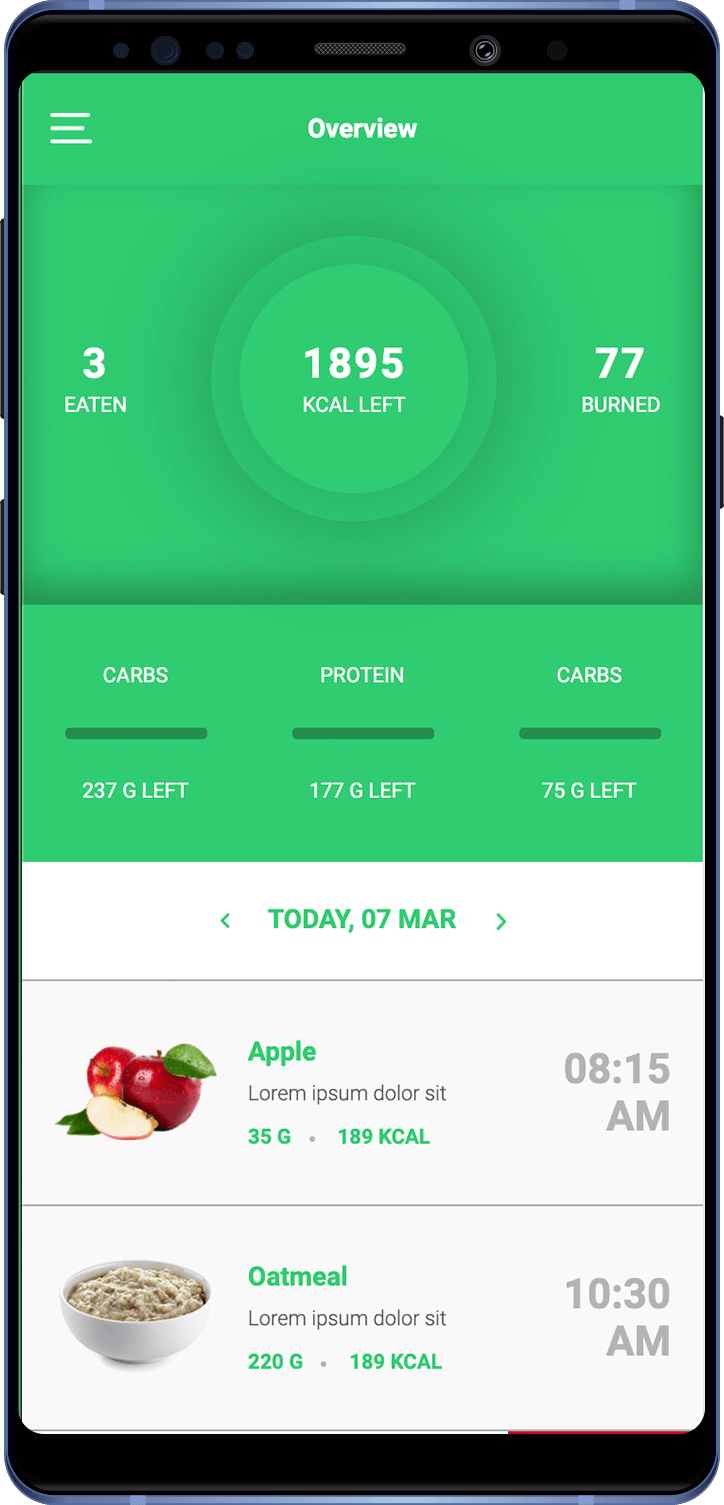 Overview
3
EATEN
1895
KCAL LEFT
77
BURNED
CARBS
PROTEIN
CARBS
237 G LEFT
177 G LEFT
75 G LEFT
TODAY, 07 MAR
Apple
Lorem ipsum dolor sit
35 G • 189 KCAL
08:15
AM
Oatmeal
Lorem ipsum dolor sit
220 G • 189 KCAL
10:30
AM